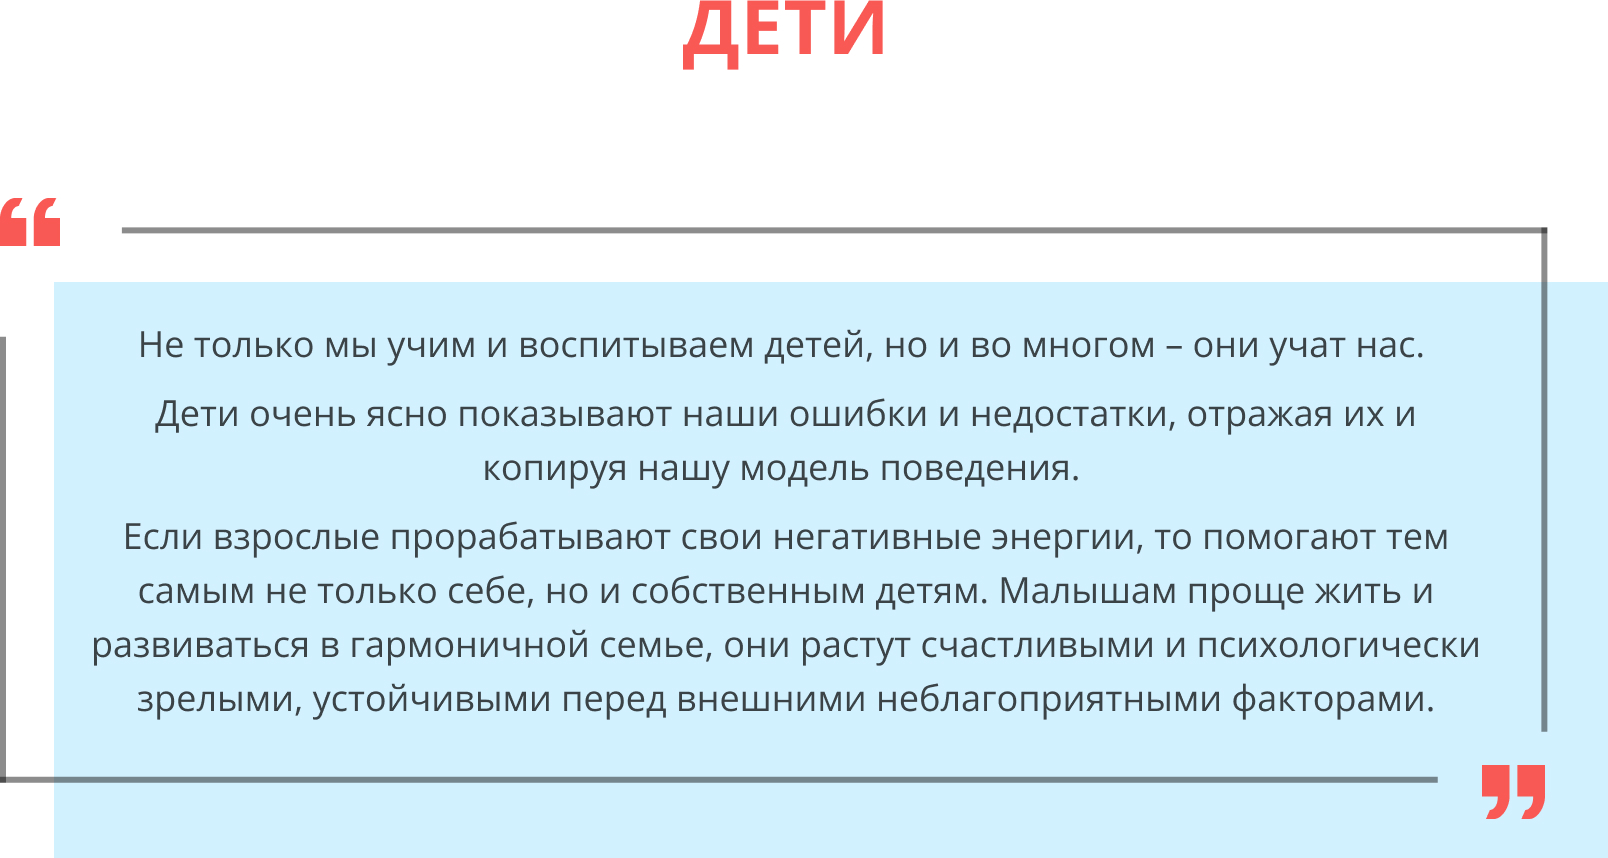 ДЕТИ
“
Не только мы учим и воспитываем детей, но и во многом – они учат нас.
Дети очень ясно показывают наши ошибки и недостатки, отражая их и
копируя нашу модель поведения.
Если взрослые прорабатывают свои негативные энергии, то помогают тем
самым не только себе, но и собственным детям. Малышам проще жить и
развиваться в гармоничной семье, они растут счастливыми и психологически
зрелыми, устойчивыми перед внешними неблагоприятными факторами.
”